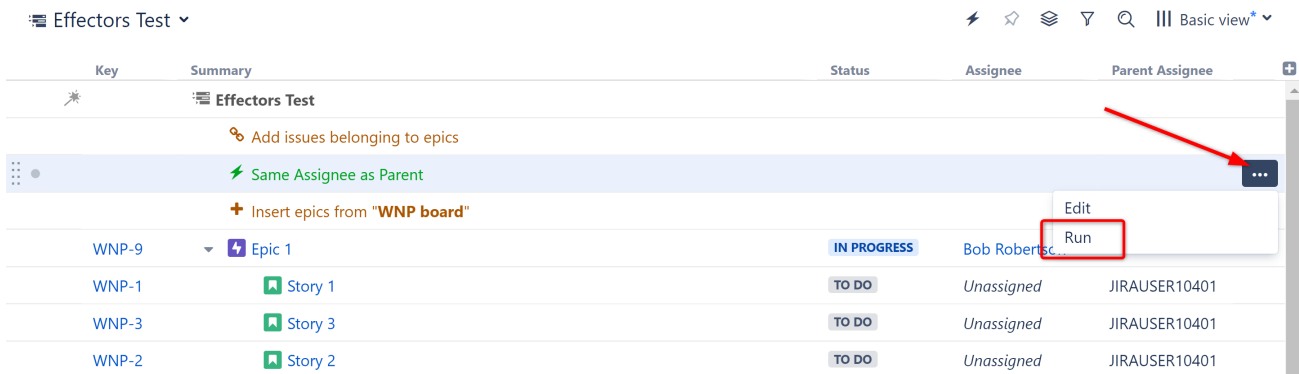 Effectors Test Basic view*
Key Summary Status Assignee Parent Assignee
Effectors Test
Add issues belonging to epics
Same Assignee as Parent
Edit
Insert epics from "WNP board"
Run
WNP-9 Epic 1 IN PROGRESS Bob Robertson
WNP-1 Story 1 TO DO Unassigned JIRAUSER10401
WNP-3 Story 3 TO DO Unassigned JIRAUSER10401
WNP-2 Story 2 TO DO Unassigned JIRAUSER10401